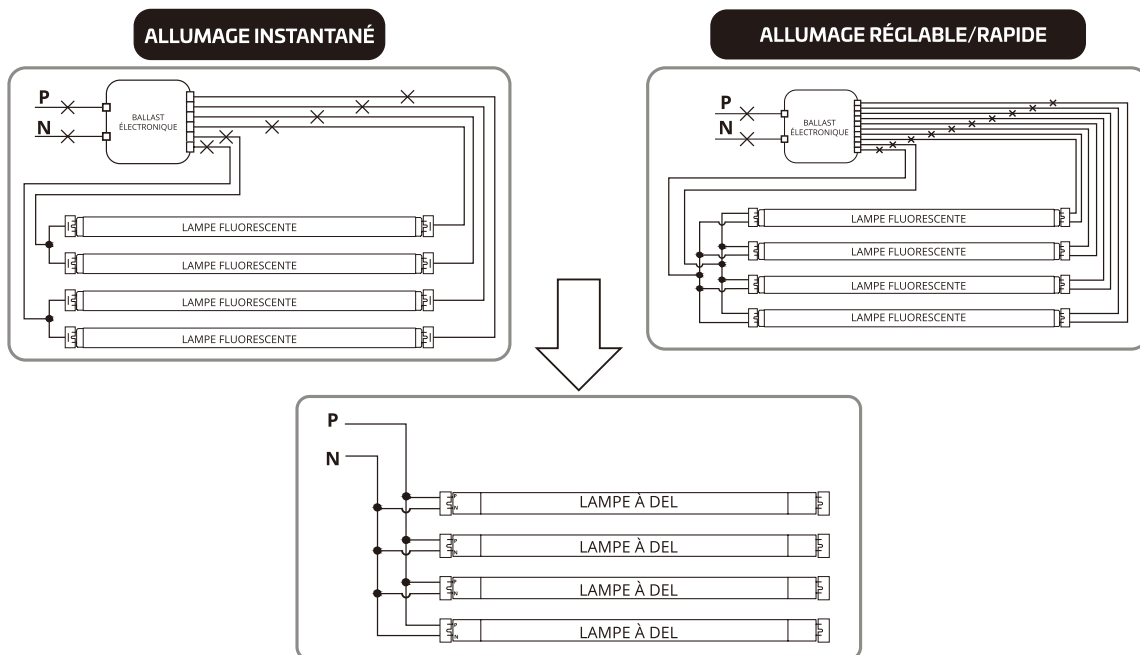 ALLUMAGE INSTANTANÉ
P
N
BALLAST
ÉLECTRONIQUE
LAMPE FLUORESCENTE
LAMPE FLUORESCENTE
LAMPE FLUORESCENTE
LAMPE FLUORESCENTE
ALLUMAGE RÉGLABLE/RAPIDE
P
N
BALLAST
ÉLECTRONIQUE
LAMPE FLUORESCENTE
LAMPE FLUORESCENTE
LAMPE FLUORESCENTE
LAMPE FLUORESCENTE
P
N
P
N
LAMPE À DEL
P
N
LAMPE À DEL
P
N
LAMPE À DEL
P
N
LAMPE À DEL